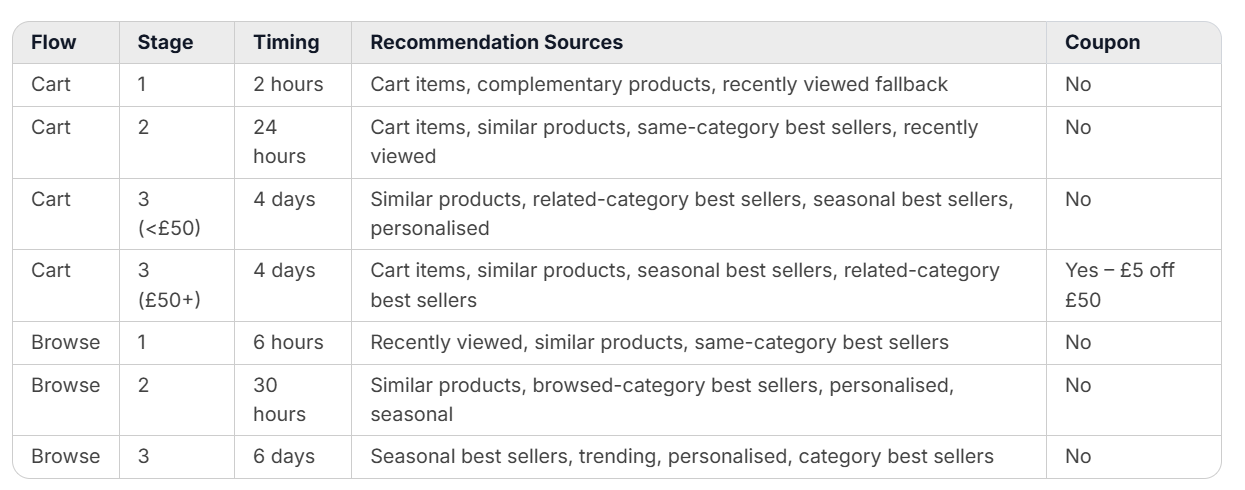 Flow Stage Timing Recommendation Sources Coupon
Cart 1 2 hours Cart items, complementary products, recently viewed fallback No
Cart 2 24 Cart items, similar products, same-category best sellers, recently No
hours viewed
Cart 3 4 days Similar products, related-category best sellers, seasonal best sellers, No
(<£50) personalised
Cart 3 4 days Cart items, similar products, seasonal best sellers, related-category Yes – £5 off
(£50+) best sellers £50
Browse 1 6 hours Recently viewed, similar products, same-category best sellers No
Browse 2 30 Similar products, browsed-category best sellers, personalised, No
hours seasonal
Browse 3 6 days Seasonal best sellers, trending, personalised, category best sellers No